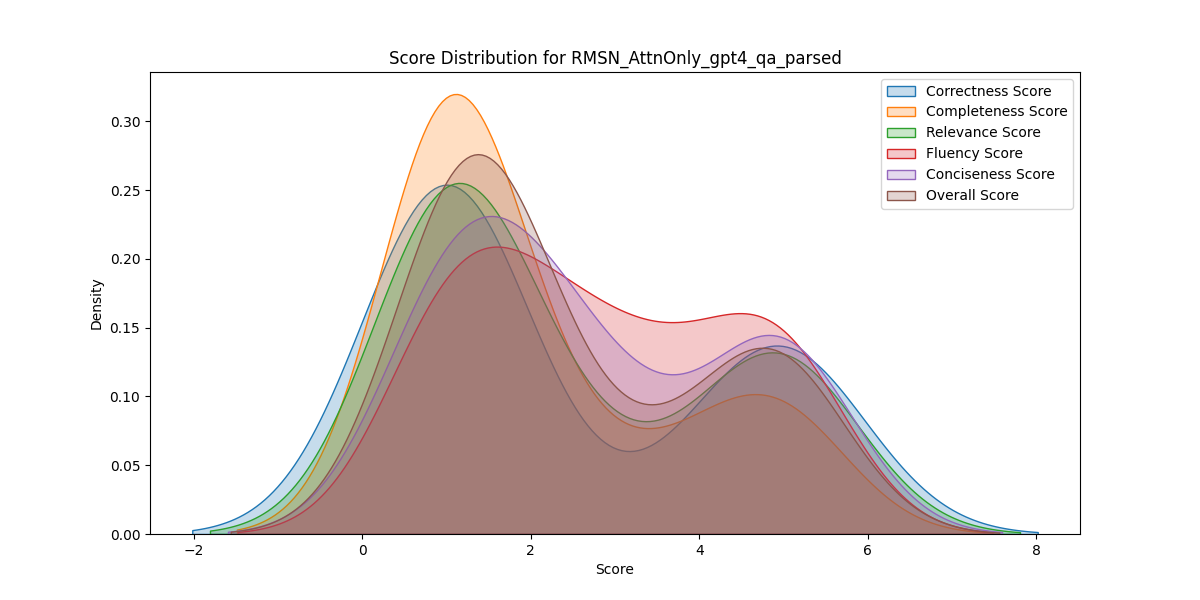 Score Distribution for RMSN_AttnOnly_gpt4_qa_parsed
Correctness Score
Completeness Score
Relevance Score
Fluency Score
Conciseness Score
Overall Score
Density
0.30
0.25
0.20
0.15
0.10
0.05
0.00
−2
0
2
4
6
8
Score